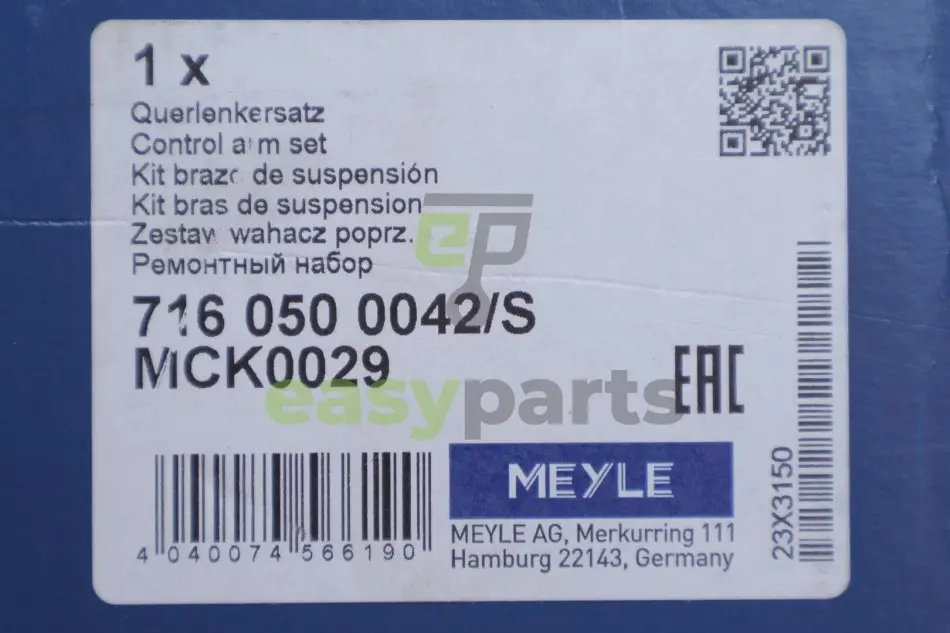 1 x
Querlenkersatz
Control arm set
Kit brazo de suspensión
Kit bras de suspension
Zestaw wahacz poprz.
Ремонтный набор
716 050 0042/S
MCK0029
ep
easyparts
EAC
MEYLE
MEYLE AG, Merkurring 111
Hamburg 22143, Germany
4 040074 566190
23X3150